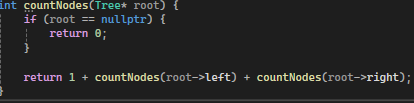 int countNodes(Tree* root) {
if (root == nullptr) {
return 0;
}
return 1 + countNodes(root->left) + countNodes(root->right);
}